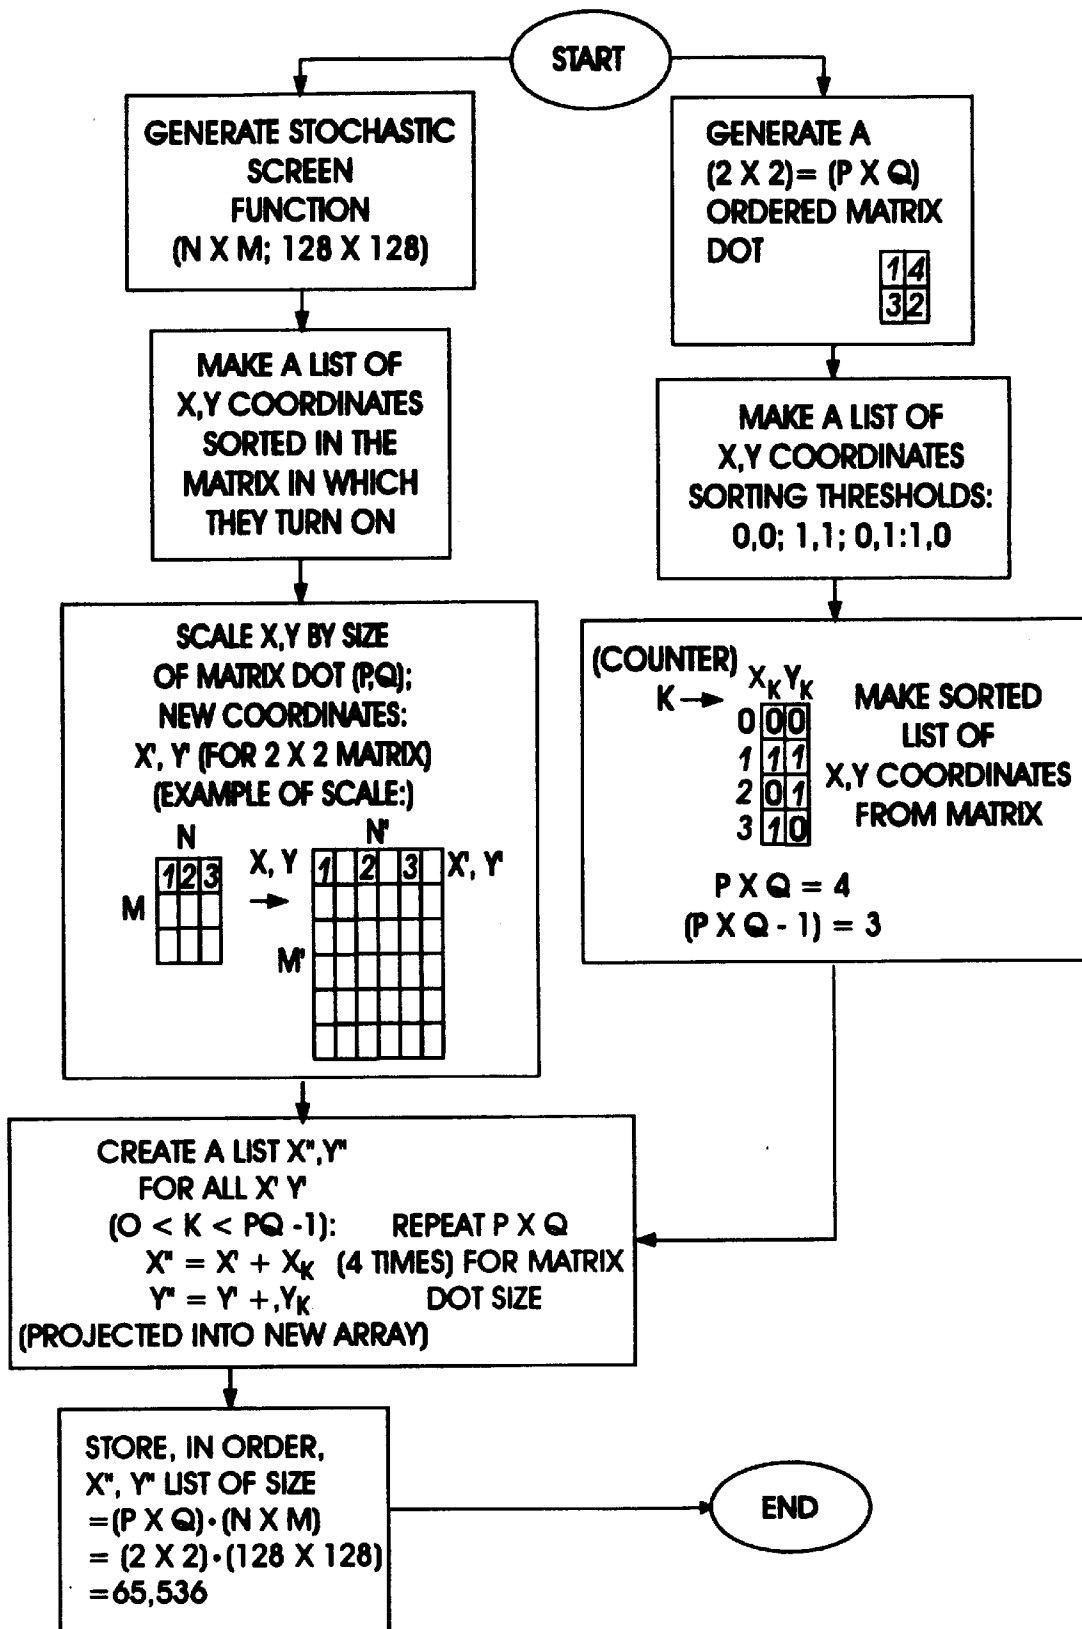 START
GENERATE STOCHASTIC
SCREEN
FUNCTION
(N X M; 128 X 128)
GENERATE A
(2 X 2)= (P X Q)
ORDERED MATRIX
DOT
1 4
3 2
MAKE A LIST OF
X,Y COORDINATES
SORTED IN THE
MATRIX IN WHICH
THEY TURN ON
MAKE A LIST OF
X,Y COORDINATES
SORTING THRESHOLDS:
0,0; 1,1; 0,1:1,0
SCALE X,Y BY SIZE
OF MATRIX DOT (P,Q);
NEW COORDINATES:
X', Y' (FOR 2 X 2 MATRIX)
(EXAMPLE OF SCALE:)
N
1 2 3
M
X, Y
N'
1 2 3
X', Y'
M'
(COUNTER)
K
XK YK
0 0 0
1 1 1
2 0 1
3 1 0
MAKE SORTED
LIST OF
X,Y COORDINATES
FROM MATRIX
P X Q = 4
(P X Q - 1) = 3
CREATE A LIST X",Y"
FOR ALL X' Y'
(O < K < PQ -1):
X" = X' + XK
Y" = Y' +,YK
REPEAT P X Q
(4 TIMES) FOR MATRIX
DOT SIZE
(PROJECTED INTO NEW ARRAY)
STORE, IN ORDER,
X", Y" LIST OF SIZE
=(P X Q)•(N X M)
= (2 X 2)•(128 X 128)
=65,536
END